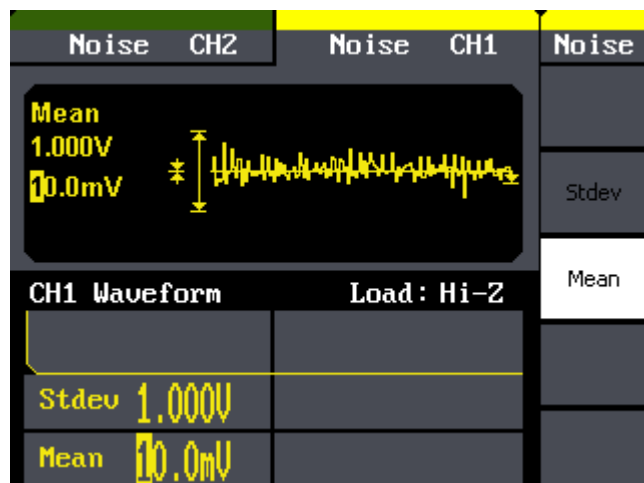 Noise CH2
Noise CH1
Noise
Mean
1.000V
10.0mV
Stdev
Mean
CH1 Waveform
Load: Hi-Z
Stdev 1.000V
Mean 10.0mV